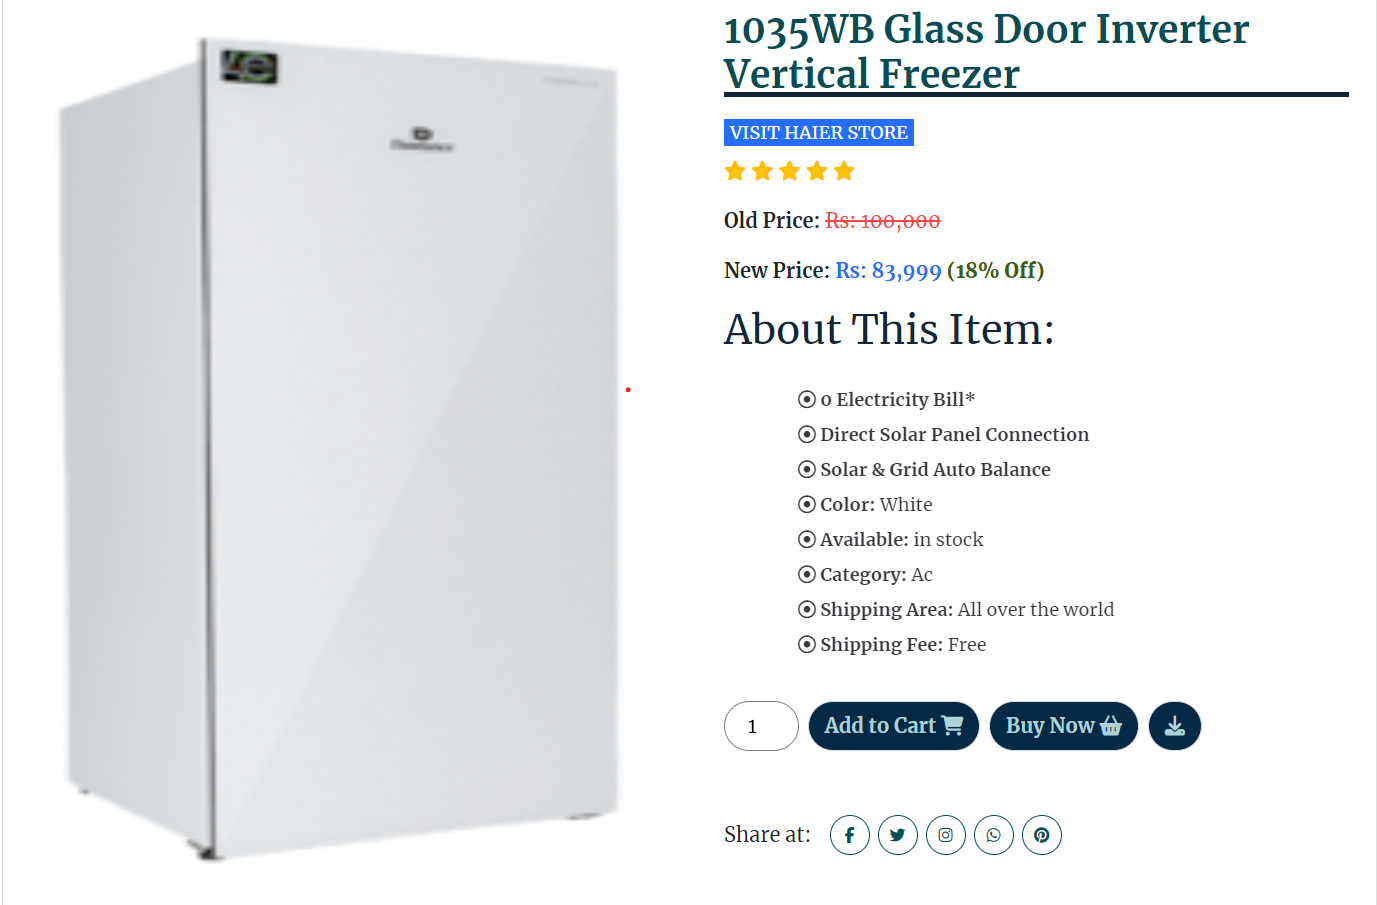 1035WB Glass Door Inverter
Vertical Freezer
VISIT HAIER STORE
Old Price: Rs: 100,000
New Price: Rs: 83,999 (18% Off)
About This Item:
0 Electricity Bill*
Direct Solar Panel Connection
Solar & Grid Auto Balance
Color: White
Available: in stock
Category: Ac
Shipping Area: All over the world
Shipping Fee: Free
1
Add to Cart
Buy Now
Share at: